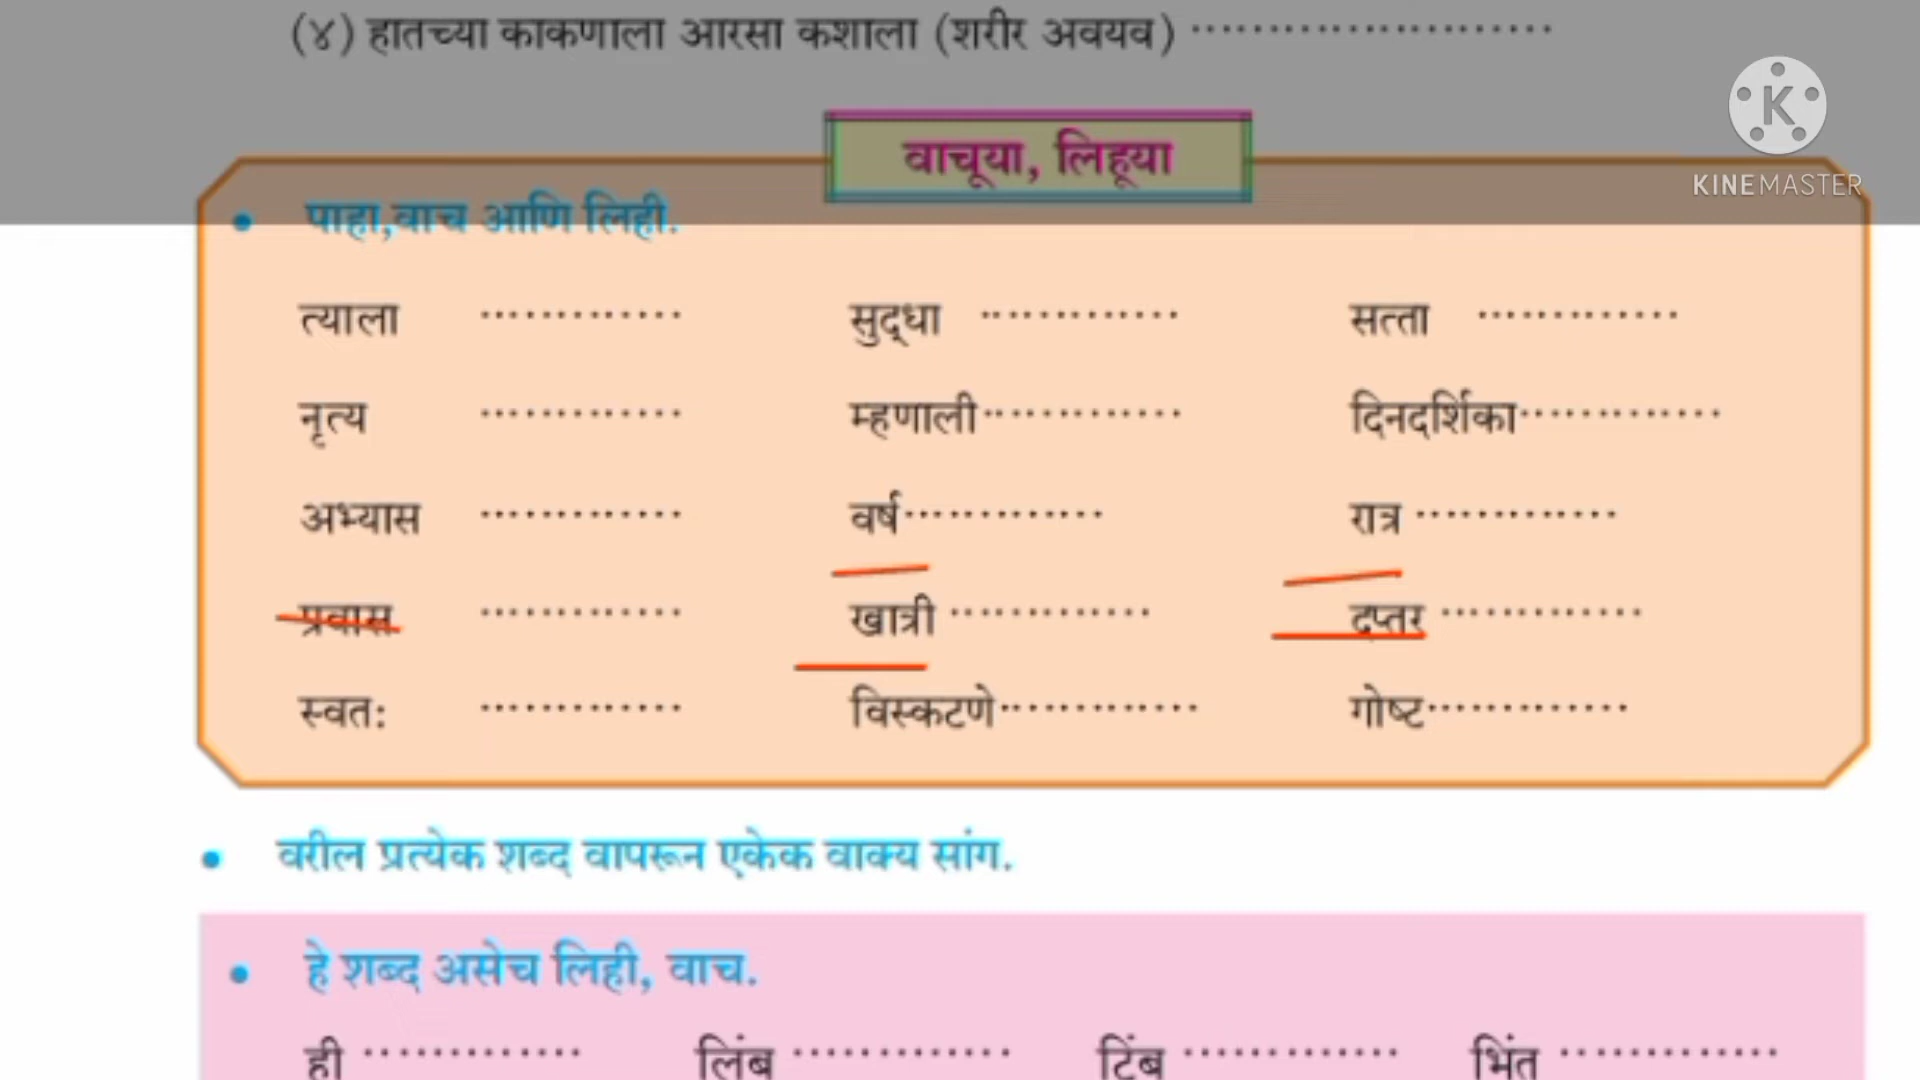 (४) हातच्या काकणाला आरसा कशाला (शरीर अवयव) ........................
वाचूया, लिहूया
KINEMASTER
• पाहा,वाच आणि लिही.
त्याला ............. सुद्धा ............. सत्ता .............
नृत्य ............. म्हणाली ............. दिनदर्शिका .............
अभ्यास ............. वर्ष ............. रात्र .............
प्रवास ............. खात्री ............. दप्तर .............
स्वतः ............. विस्कटणे ............. गोष्ट .............
• वरील प्रत्येक शब्द वापरून एकेक वाक्य सांग.
• हे शब्द असेच लिही, वाच.
ही ............. लिंब ............. टिंब ............. भिंत .............